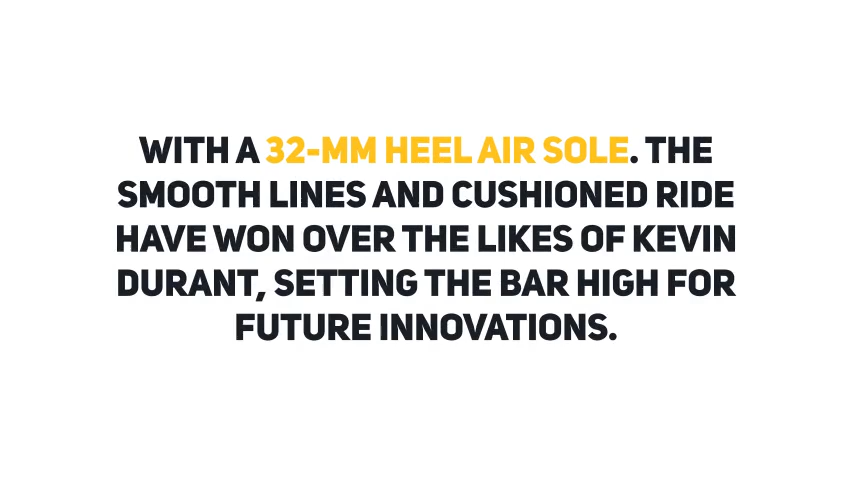 WITH A 32-MM HEEL AIR SOLE. THE
SMOOTH LINES AND CUSHIONED RIDE
HAVE WON OVER THE LIKES OF KEVIN
DURANT, SETTING THE BAR HIGH FOR
FUTURE INNOVATIONS.